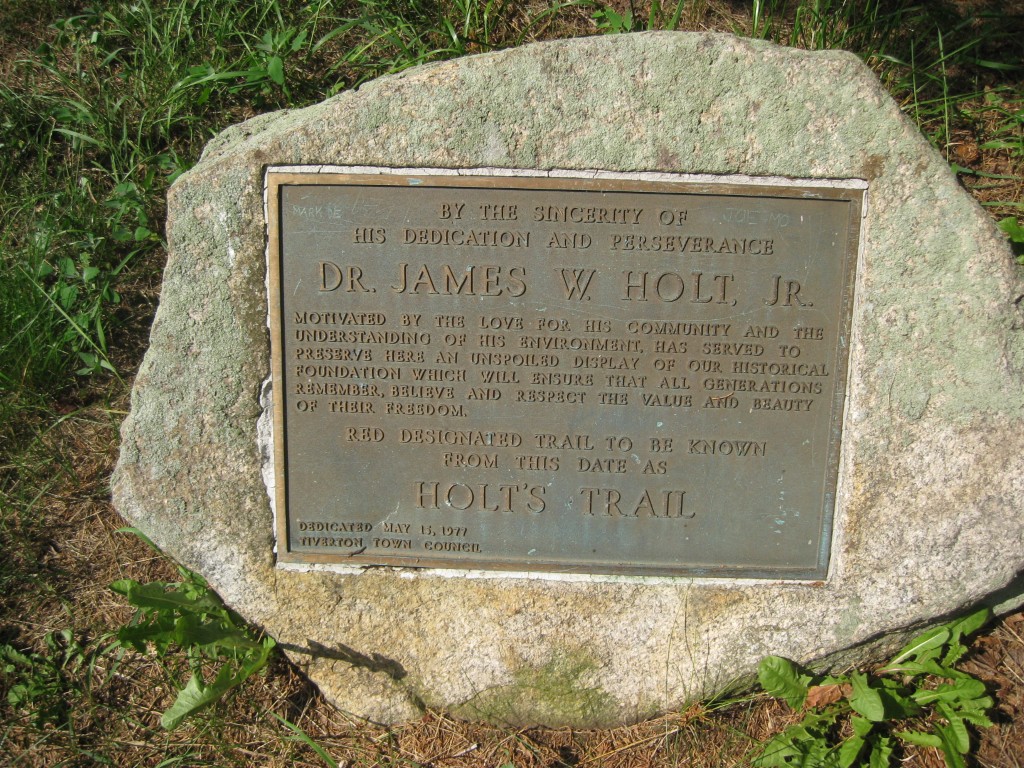 BY THE SINCERITY OF
HIS DEDICATION AND PERSEVERANCE
DR. JAMES W. HOLT, JR.
MOTIVATED BY THE LOVE FOR HIS COMMUNITY AND THE
UNDERSTANDING OF HIS ENVIRONMENT, HAS SERVED TO
PRESERVE HERE AN UNSPOILED DISPLAY OF OUR HISTORICAL
FOUNDATION WHICH WILL ENSURE THAT ALL GENERATIONS
REMEMBER, BELIEVE AND RESPECT THE VALUE AND BEAUTY
OF THEIR FREEDOM.
RED DESIGNATED TRAIL TO BE KNOWN
FROM THIS DATE AS
HOLT'S TRAIL
DEDICATED MAY 15, 1977
TIVERTON TOWN COUNCIL